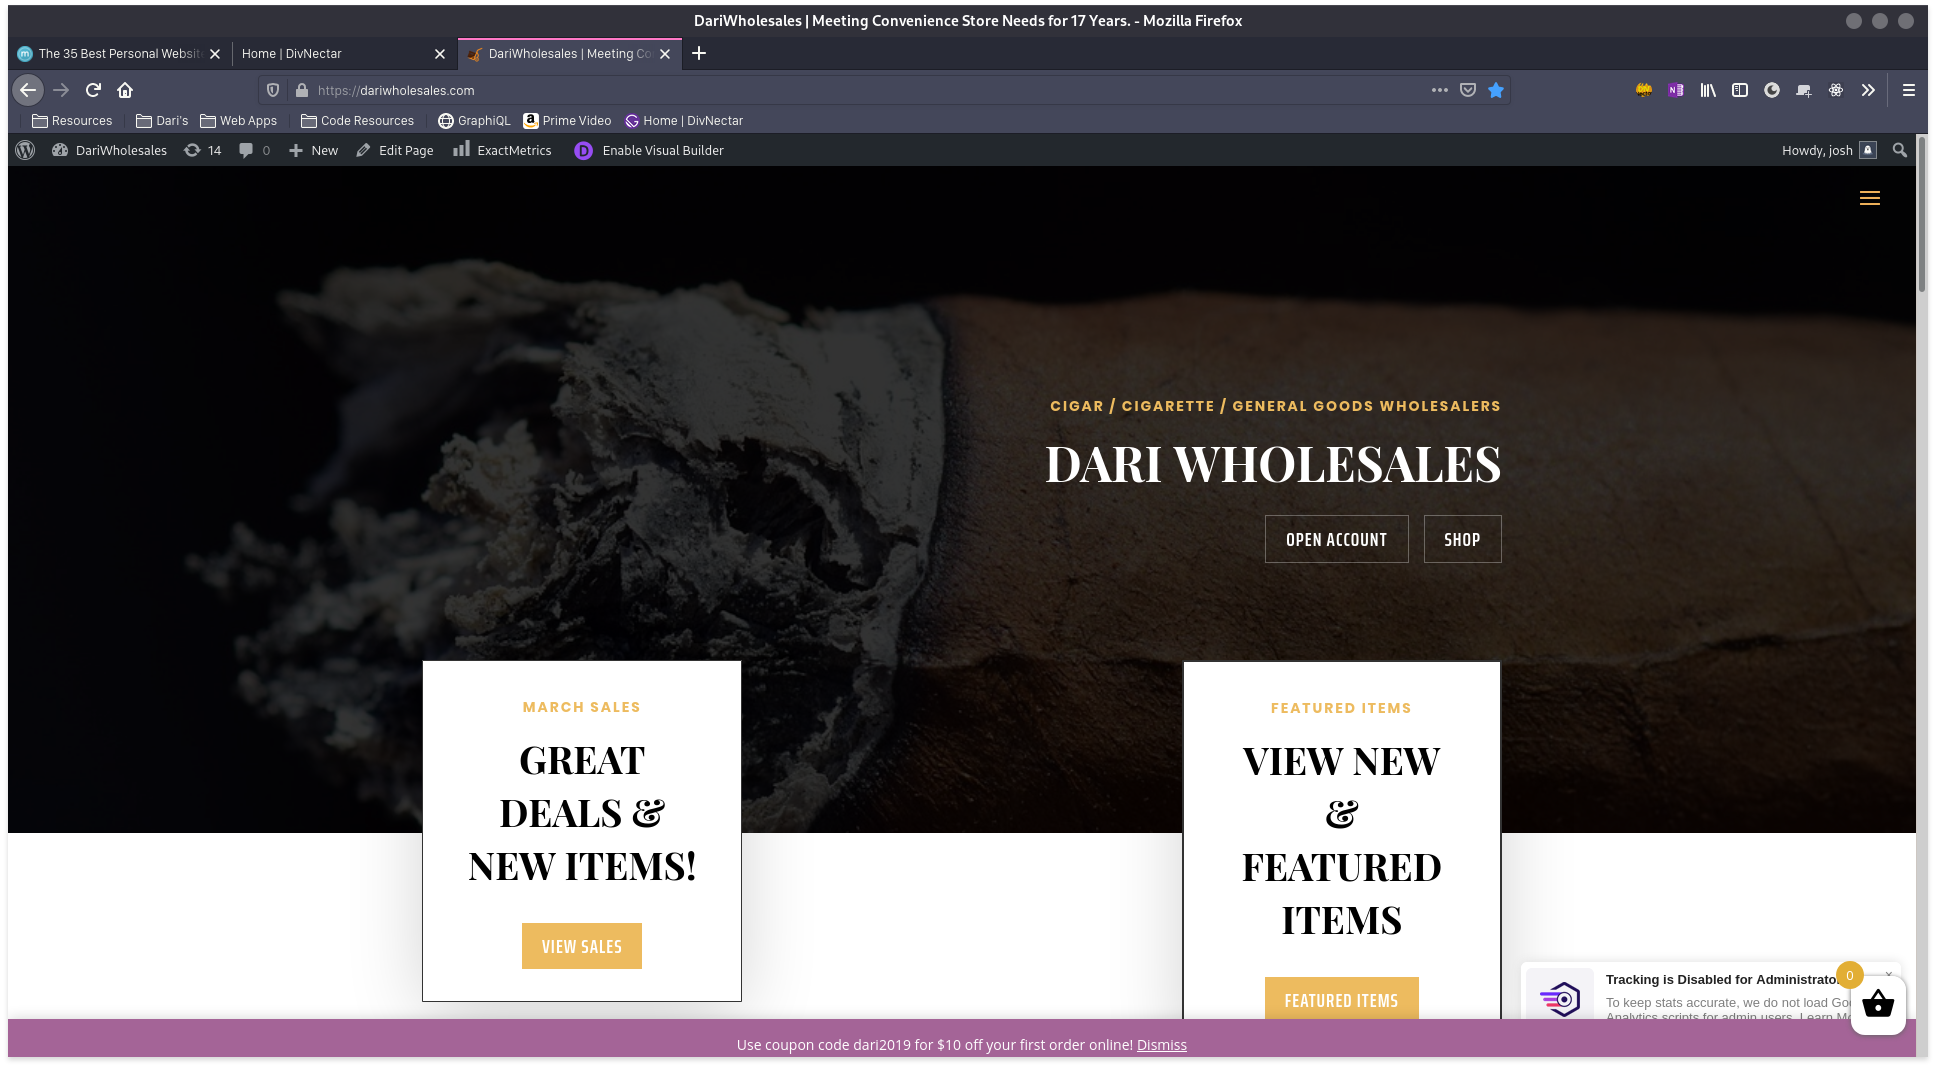 DariWholesales | Meeting Convenience Store Needs for 17 Years. - Mozilla Firefox
The 35 Best Personal Website
Home | DivNectar
DariWholesales | Meeting Co
https://dariwholesales.com
Resources
Dari's
Web Apps
Code Resources
GraphiQL
Prime Video
Home | DivNectar
DariWholesales
14
0
New
Edit Page
ExactMetrics
Enable Visual Builder
Howdy, josh
CIGAR / CIGARETTE / GENERAL GOODS WHOLESALERS
DARI WHOLESALES
OPEN ACCOUNT
SHOP
MARCH SALES
GREAT
DEALS &
NEW ITEMS!
VIEW SALES
FEATURED ITEMS
VIEW NEW
&
FEATURED
ITEMS
FEATURED ITEMS
Tracking is Disabled for Administrato
To keep stats accurate, we do not load Go
Analytics scripts for admin users. Learn Mo
0
Use coupon code dari2019 for $10 off your first order online! Dismiss